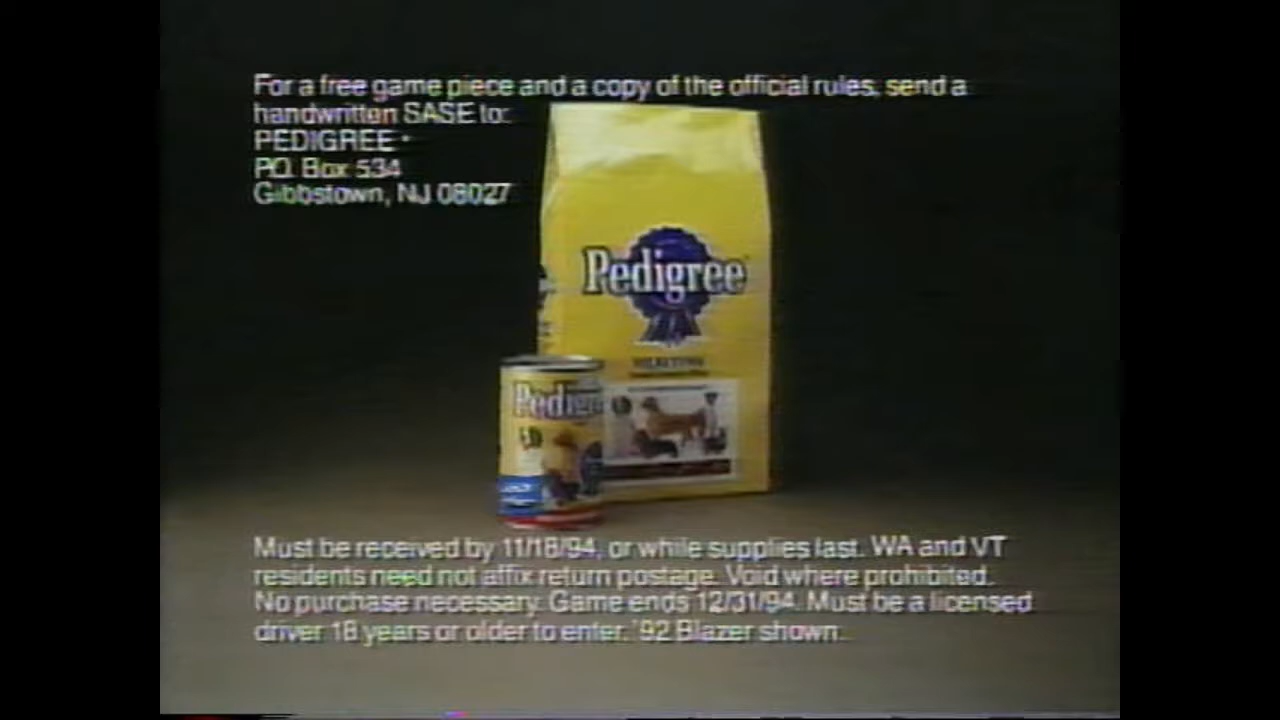 For a free game piece and a copy of the official rules, send a
handwritten SASE to:
PEDIGREE
P.O. Box 534
Gibbstown, NJ 08027
Pedigree
Pedigre
Must be received by 11/18/94, or while supplies last. WA and VT
residents need not affix return postage. Void where prohibited.
No purchase necessary. Game ends 12/31/94. Must be a licensed
driver 18 years or older to enter. '92 Blazer shown.